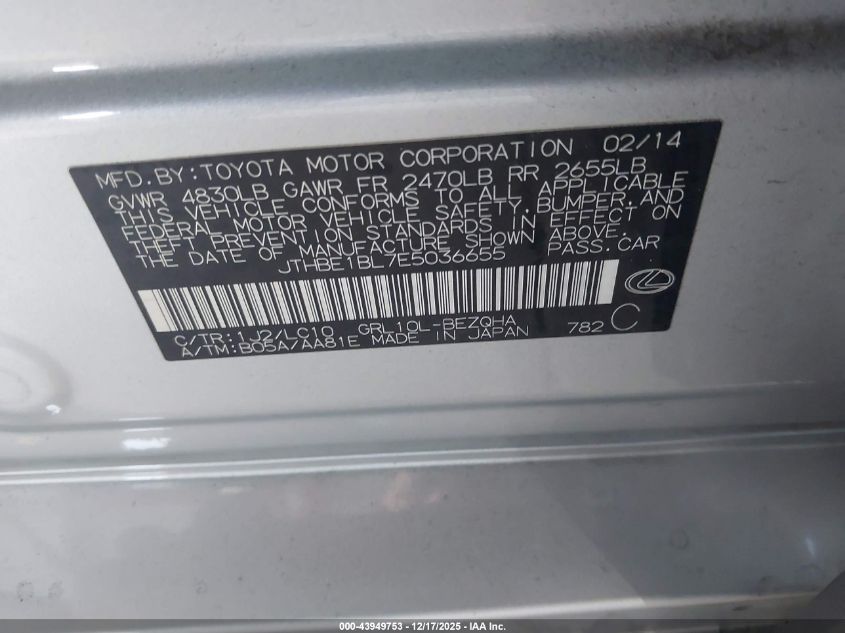 MFD. BY: TOYOTA MOTOR CORPORATION 02/14
GVWR 4830LB GAWR FR 2470LB RR 2655LB
THIS VEHICLE CONFORMS TO ALL APPLICABLE
FEDERAL MOTOR VEHICLE SAFETY, BUMPER, AND
THEFT PREVENTION STANDARDS IN EFFECT ON
THE DATE OF MANUFACTURE SHOWN ABOVE.
JTHBE1BL7E5036655 PASS. CAR
C/TR: 1J2/LC10 GRL10L-BEZQHA
A/TM: B05A/AA81E MADE IN JAPAN 782 C
000-43949753 - 12/17/2025 - IAA Inc.